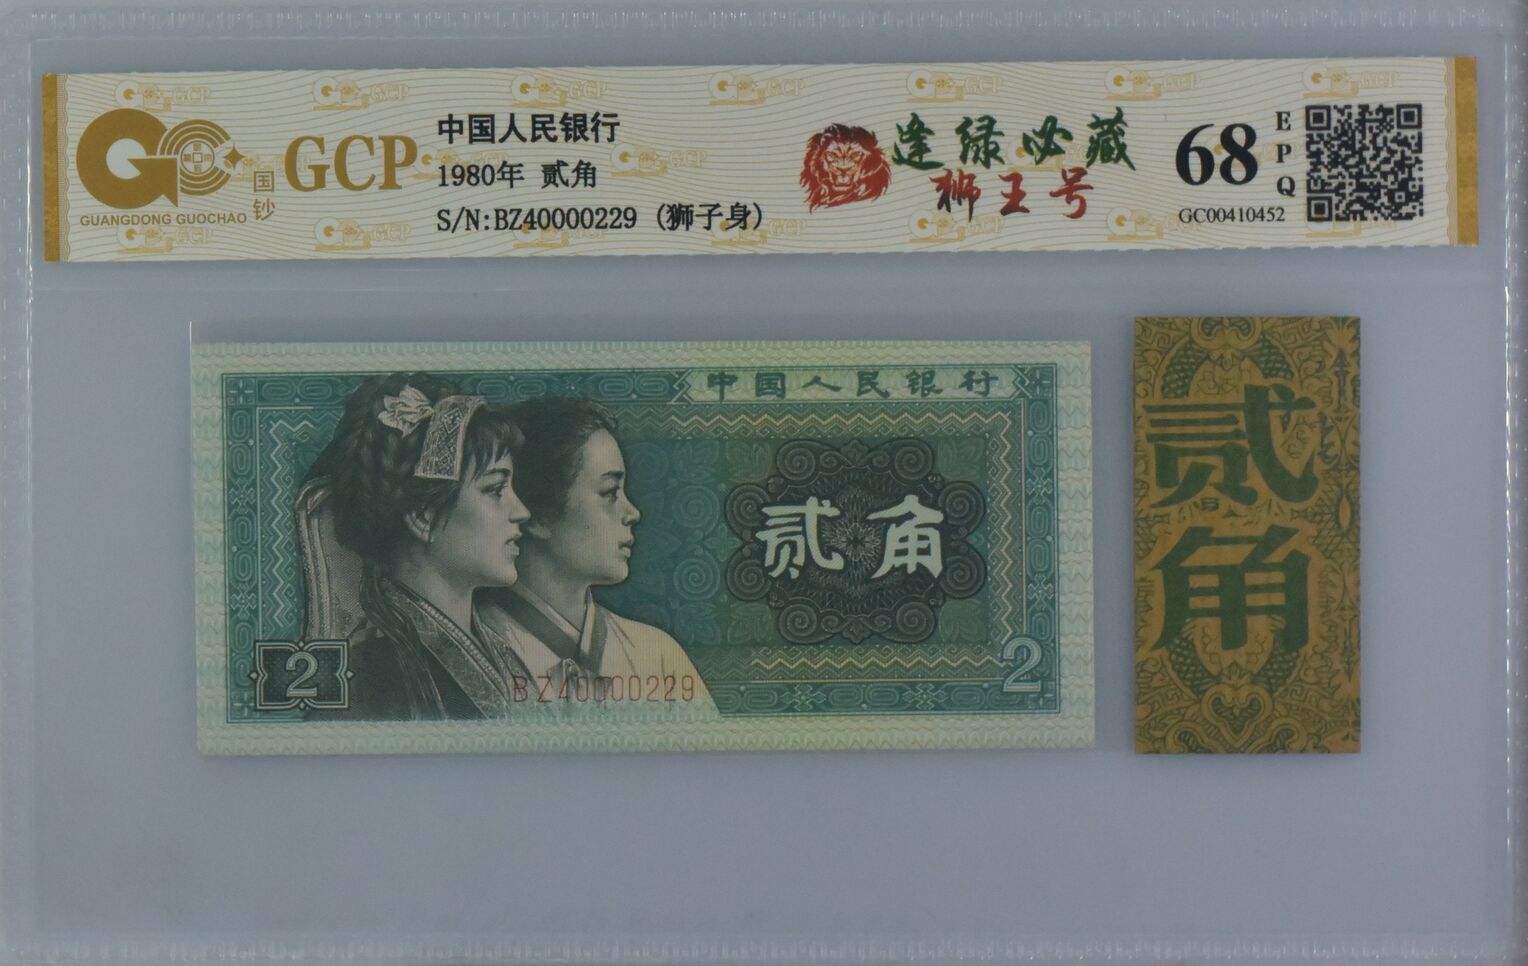 GUANGDONG GUOCHAO
国钞
GCP
中国人民银行
1980年 贰角
S/N:BZ40000229 (狮子身)
逢绿必藏
狮王号
68
EPQ
GC00410452
中国人民银行
2
贰角
2
2
BZ40000229
贰角